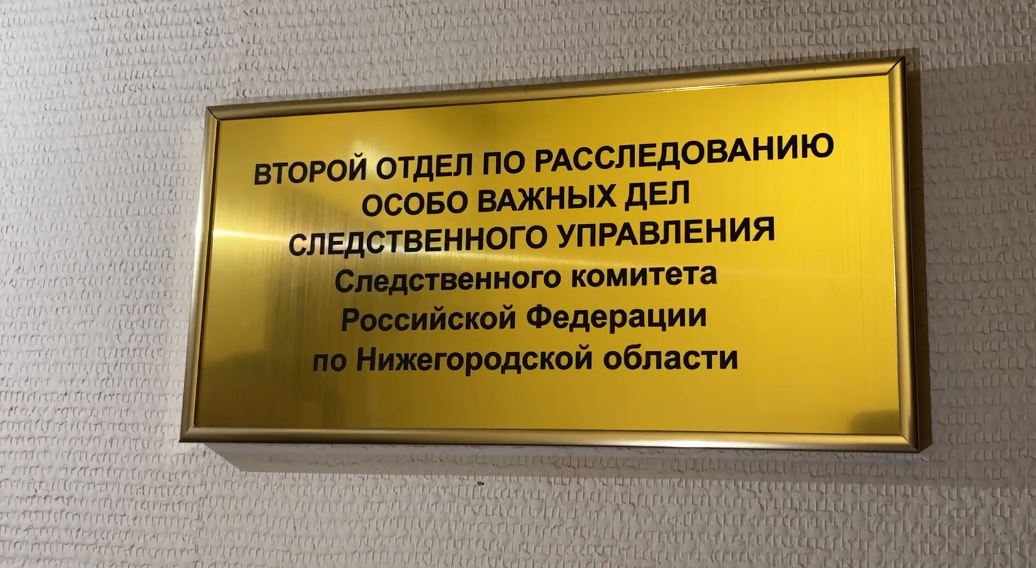 ВТОРОЙ ОТДЕЛ ПО РАССЛЕДОВАНИЮ
ОСОБО ВАЖНЫХ ДЕЛ
СЛЕДСТВЕННОГО УПРАВЛЕНИЯ
Следственного комитета
Российской Федерации
по Нижегородской области